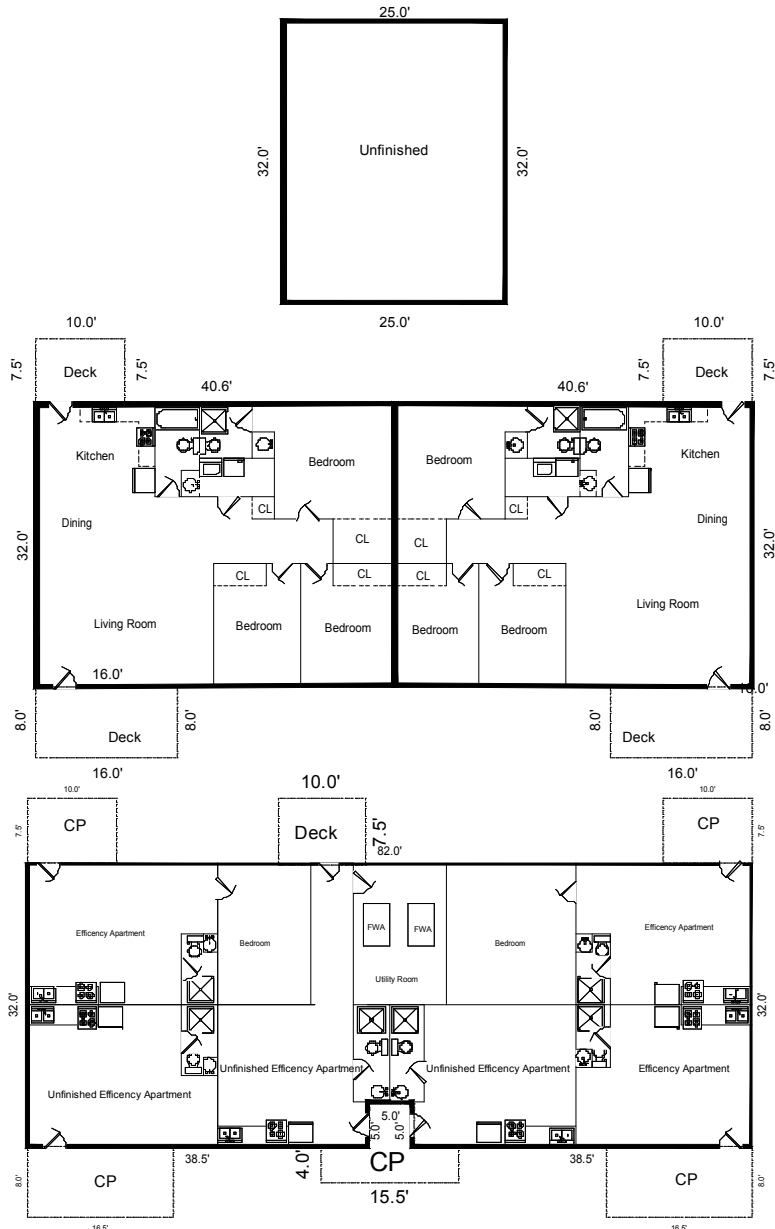 25.0'
32.0'
Unfinished
32.0'
25.0'
10.0'
10.0'
7.5'
Deck
7.5'
7.5'
Deck
7.5'
40.6'
40.6'
Kitchen
Bedroom
Bedroom
Kitchen
Dining
CL
CL
Dining
32.0'
CL
CL
32.0'
CL
CL
CL
CL
Living Room
Bedroom
Bedroom
Bedroom
Bedroom
Living Room
16.0'
16.0'
8.0'
Deck
8.0'
8.0'
Deck
8.0'
16.0'
16.0'
10.0'
10.0'
10.0'
7.5'
CP
Deck
7.5'
CP
7.5'
82.0'
Efficency Apartment
Bedroom
FWA
FWA
Bedroom
Efficency Apartment
Utility Room
32.0'
32.0'
Unfinished Efficency Apartment
Unfinished Efficency Apartment
Unfinished Efficency Apartment
Efficency Apartment
5.0'
5.0'
5.0'
38.5'
4.0'
CP
38.5'
8.0'
CP
CP
8.0'
15.5'
16.5'
16.5'